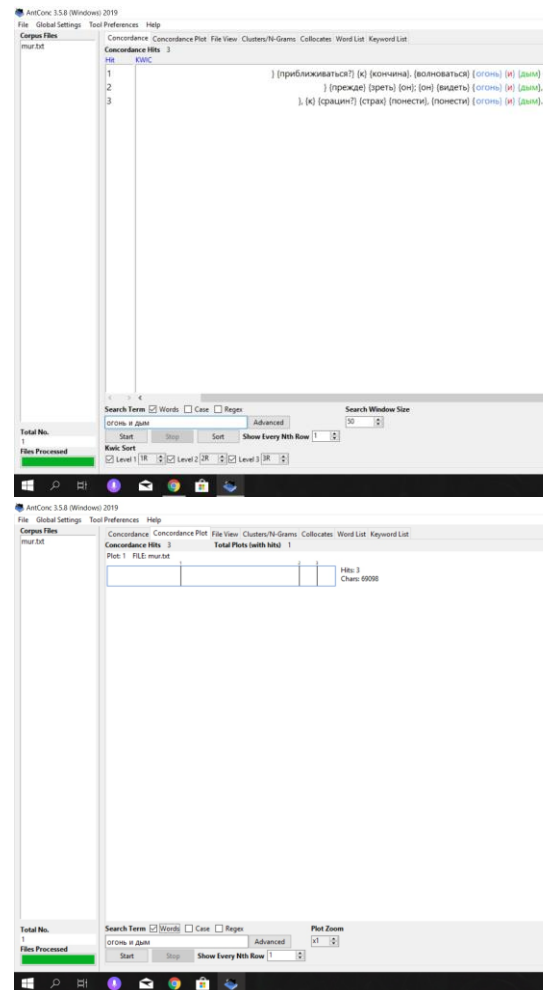 AntConc 3.5.8 (Windows) 2019
File Global Settings Tool Preferences Help
Corpus Files
mur.txt
Concordance Concordance Plot File View Clusters/N-Grams Collocates Word List Keyword List
Concordance Hits 3
Hit KWIC
1 } {приближиваться?} {к} {кончина}, {волноваться} {огонь} {и} {дым}
2 } {прежде} {зреть} {он}; {он} {видеть} {огонь} {и} {дым},
3 }, {к} {срацин?} {страх} {понести}, {понести} {огонь} {и} {дым},
Search Term Words Case Regex Search Window Size
огонь и дым Advanced 50
Total No.
1
Files Processed
Start Stop Sort Show Every Nth Row 1
Kwic Sort
Level 1 1R Level 2 2R Level 3 3R
AntConc 3.5.8 (Windows) 2019
File Global Settings Tool Preferences Help
Corpus Files
mur.txt
Concordance Concordance Plot File View Clusters/N-Grams Collocates Word List Keyword List
Concordance Hits 3 Total Plots (with hits) 1
Plot: 1 FILE: mur.txt
1 2 3
Hits: 3
Chars: 69098
Total No.
1
Files Processed
Search Term Words Case Regex Plot Zoom
огонь и дым Advanced x1
Start Stop Show Every Nth Row 1